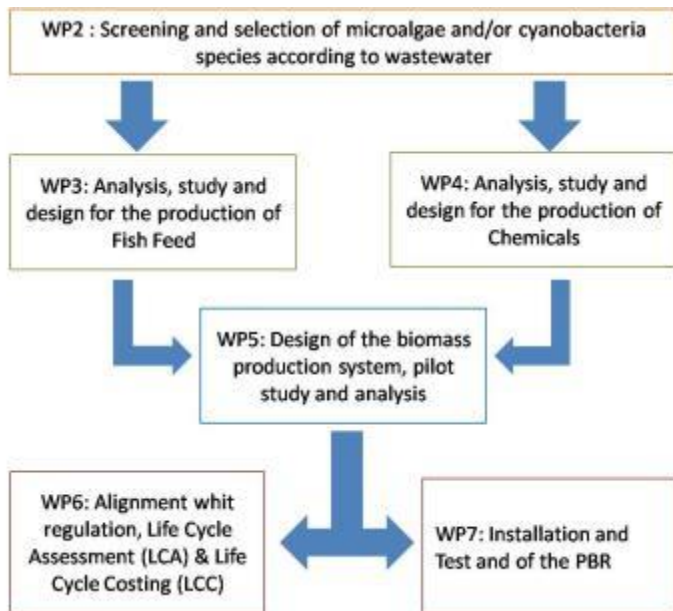 WP2 : Screening and selection of microalgae and/or cyanobacteria
species according to wastewater
WP3: Analysis, study and
design for the production of
Fish Feed
WP4: Analysis, study and
design for the production of
Chemicals
WP5: Design of the biomass
production system, pilot
study and analysis
WP6: Alignment whit
regulation, Life Cycle
Assessment (LCA) & Life
Cycle Costing (LCC)
WP7: Installation and
Test and of the PBR